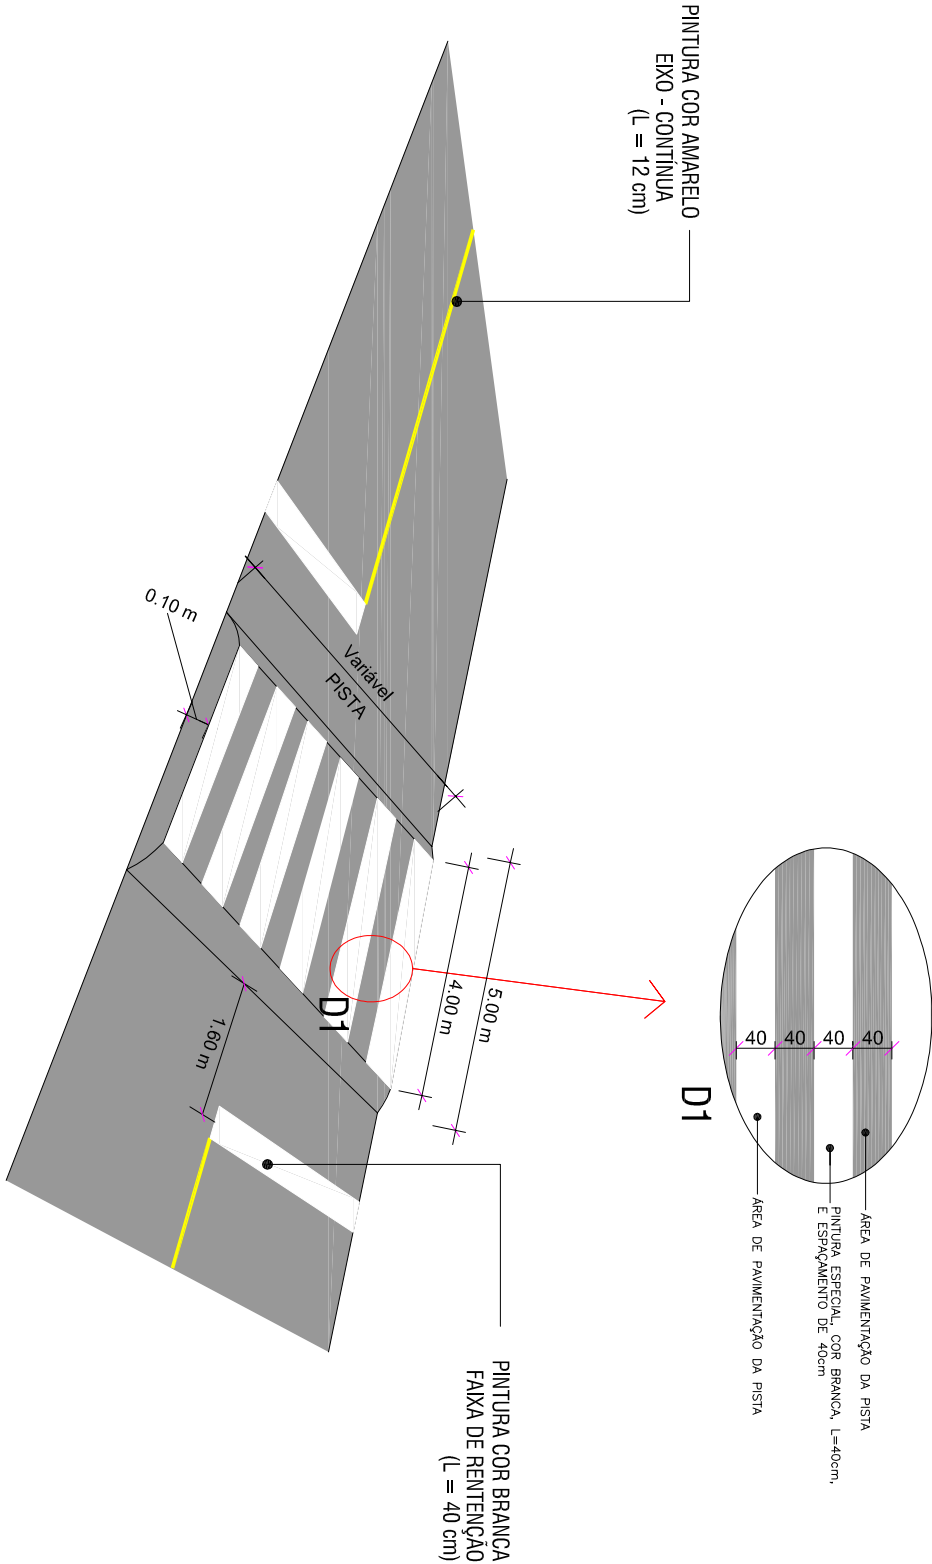 PINTURA COR AMARELO
EIXO - CONTÍNUA
(L = 12 cm)
0.10 m
Variável
PISTA
5.00 m
4.00 m
1.60 m
D1
40 40 40 40
D1
ÁREA DE PAVIMENTAÇÃO DA PISTA
PINTURA ESPECIAL, COR BRANCA, L=40cm,
E ESPAÇAMENTO DE 40cm
ÁREA DE PAVIMENTAÇÃO DA PISTA
PINTURA COR BRANCA
FAIXA DE RENTENÇÃO
(L = 40 cm)